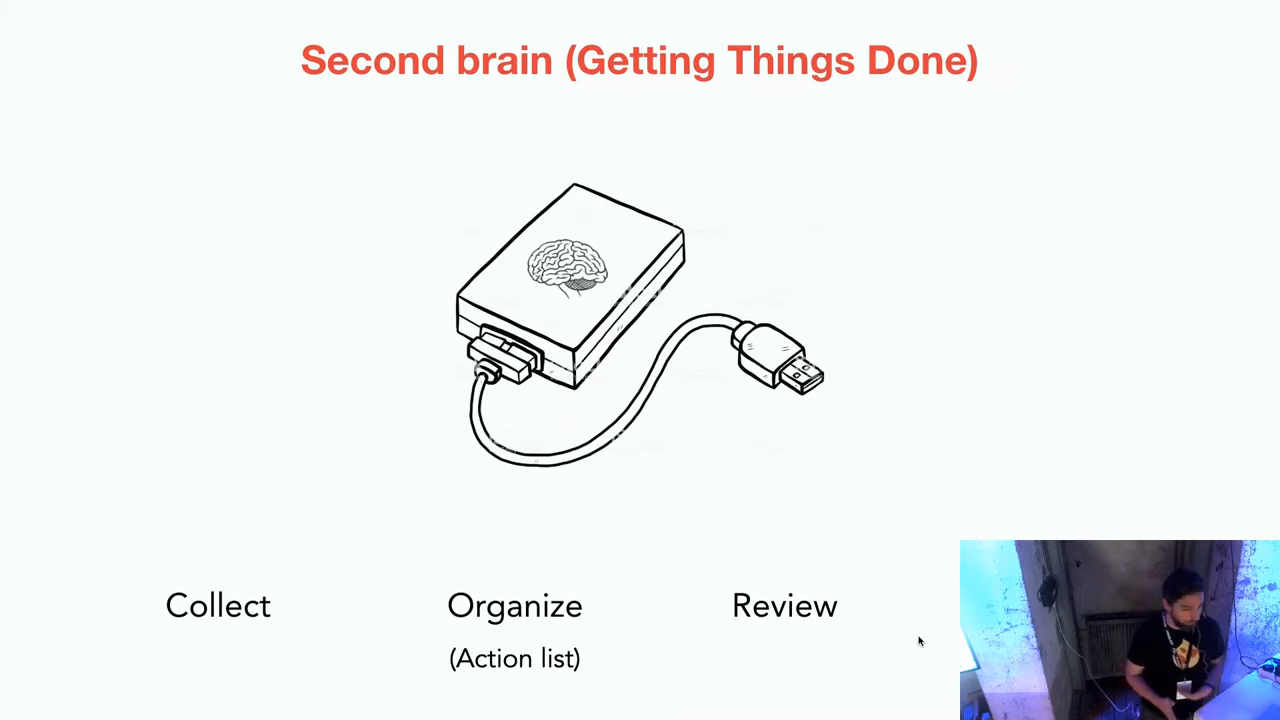 Second brain (Getting Things Done)
Collect
Organize
Review
(Action list)